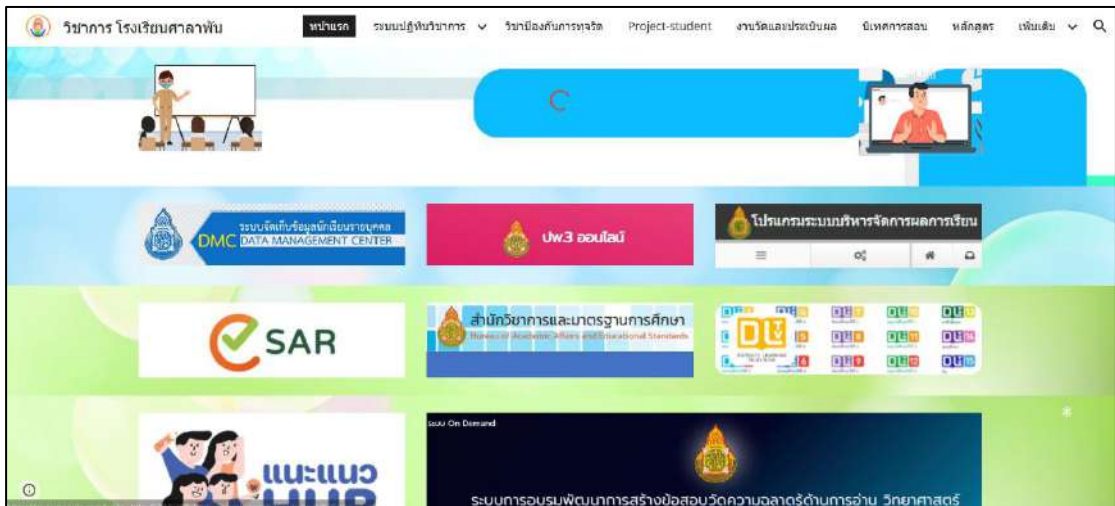 วิชาการ โรงเรียนศาลาพัน
หน้าแรก
ระบบปฏิทินวิชาการ
วิชาป้องกันการทุจริต
Project-student
งานวัดและประเมินผล
นิเทศการสอน
หลักสูตร
เพิ่มเติม
ระบบจัดเก็บข้อมูลนักเรียนรายบุคคล
DMC DATA MANAGEMENT CENTER
ปพ.3 ออนไลน์
โปรแกรมระบบบริหารจัดการผลการเรียน
SAR
สำนักวิชาการและมาตรฐานการศึกษา
Bureau of Academic Affairs and Educational Standards
DLTV
DISTANCE LEARNING
TELEVISION
แนะแนว
HUB
ระบบ On Demand
ระบบการอบรมพัฒนาการสร้างข้อสอบวัดความฉลาดรู้ด้านการอ่าน วิทยาศาสตร์